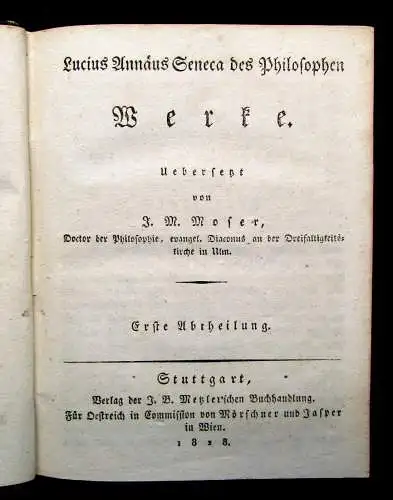 Lucius Annäus Seneca des Philosophen
Werke.
Uebersetzt
von
J. M. Moser,
Doctor der Philosophie, evangel. Diaconus an der Dreifaltigkeits-
kirche in Ulm.
Erste Abtheilung.
Stuttgart,
Verlag der J. B. Metzler'schen Buchhandlung.
Für Oestreich in Commission von Mörschner und Jasper
in Wien.
1828.